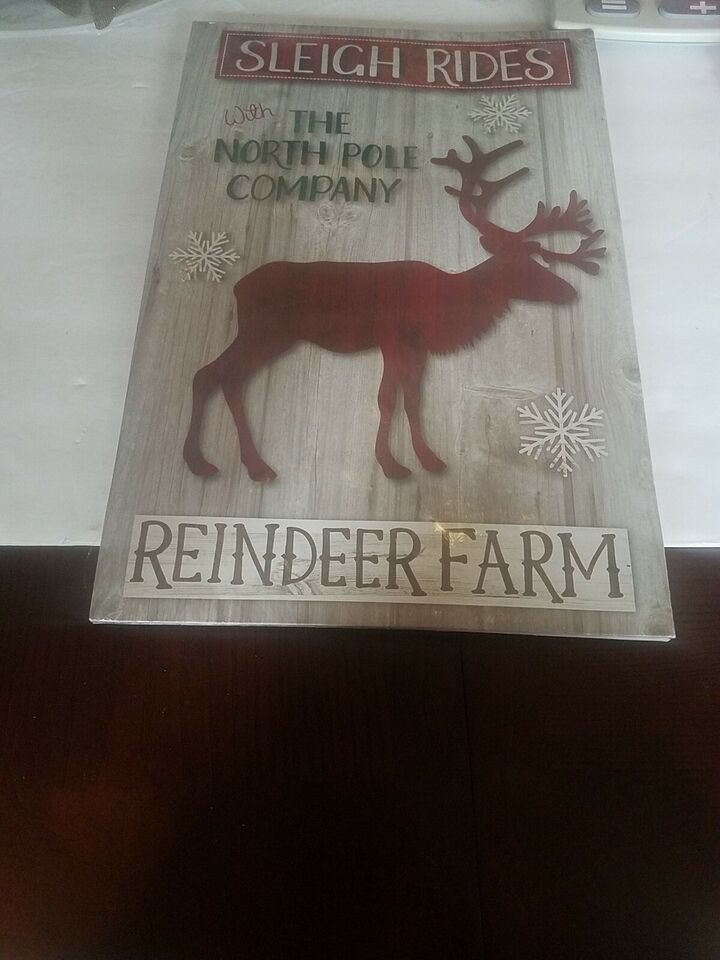 SLEIGH RIDES
With THE
NORTH POLE
COMPANY
REINDEER FARM